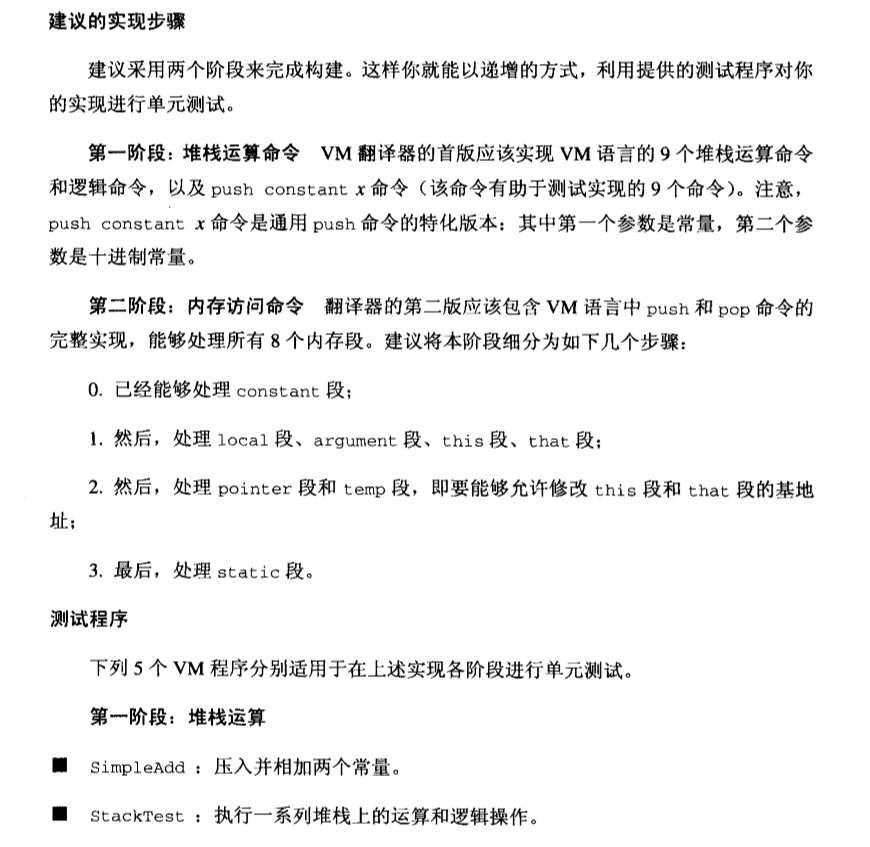 建议的实现步骤
建议采用两个阶段来完成构建。这样你就能以递增的方式，利用提供的测试程序对你
的实现进行单元测试。
第一阶段：堆栈运算命令 VM 翻译器的首版应该实现 VM 语言的 9 个堆栈运算命令
和逻辑命令，以及 push constant x 命令（该命令有助于测试实现的 9 个命令）。注意，
push constant x 命令是通用 push 命令的特化版本：其中第一个参数是常量，第二个参
数是十进制常量。
第二阶段：内存访问命令 翻译器的第二版应该包含 VM 语言中 push 和 pop 命令的
完整实现，能够处理所有 8 个内存段。建议将本阶段细分为如下几个步骤：
0. 已经能够处理 constant 段；
1. 然后，处理 local 段、argument 段、this 段、that 段；
2. 然后，处理 pointer 段和 temp 段，即要能够允许修改 this 段和 that 段的基地
址；
3. 最后，处理 static 段。
测试程序
下列 5 个 VM 程序分别适用于在上述实现各阶段进行单元测试。
第一阶段：堆栈运算
■ SimpleAdd ：压入并相加两个常量。
■ StackTest ：执行一系列堆栈上的运算和逻辑操作。